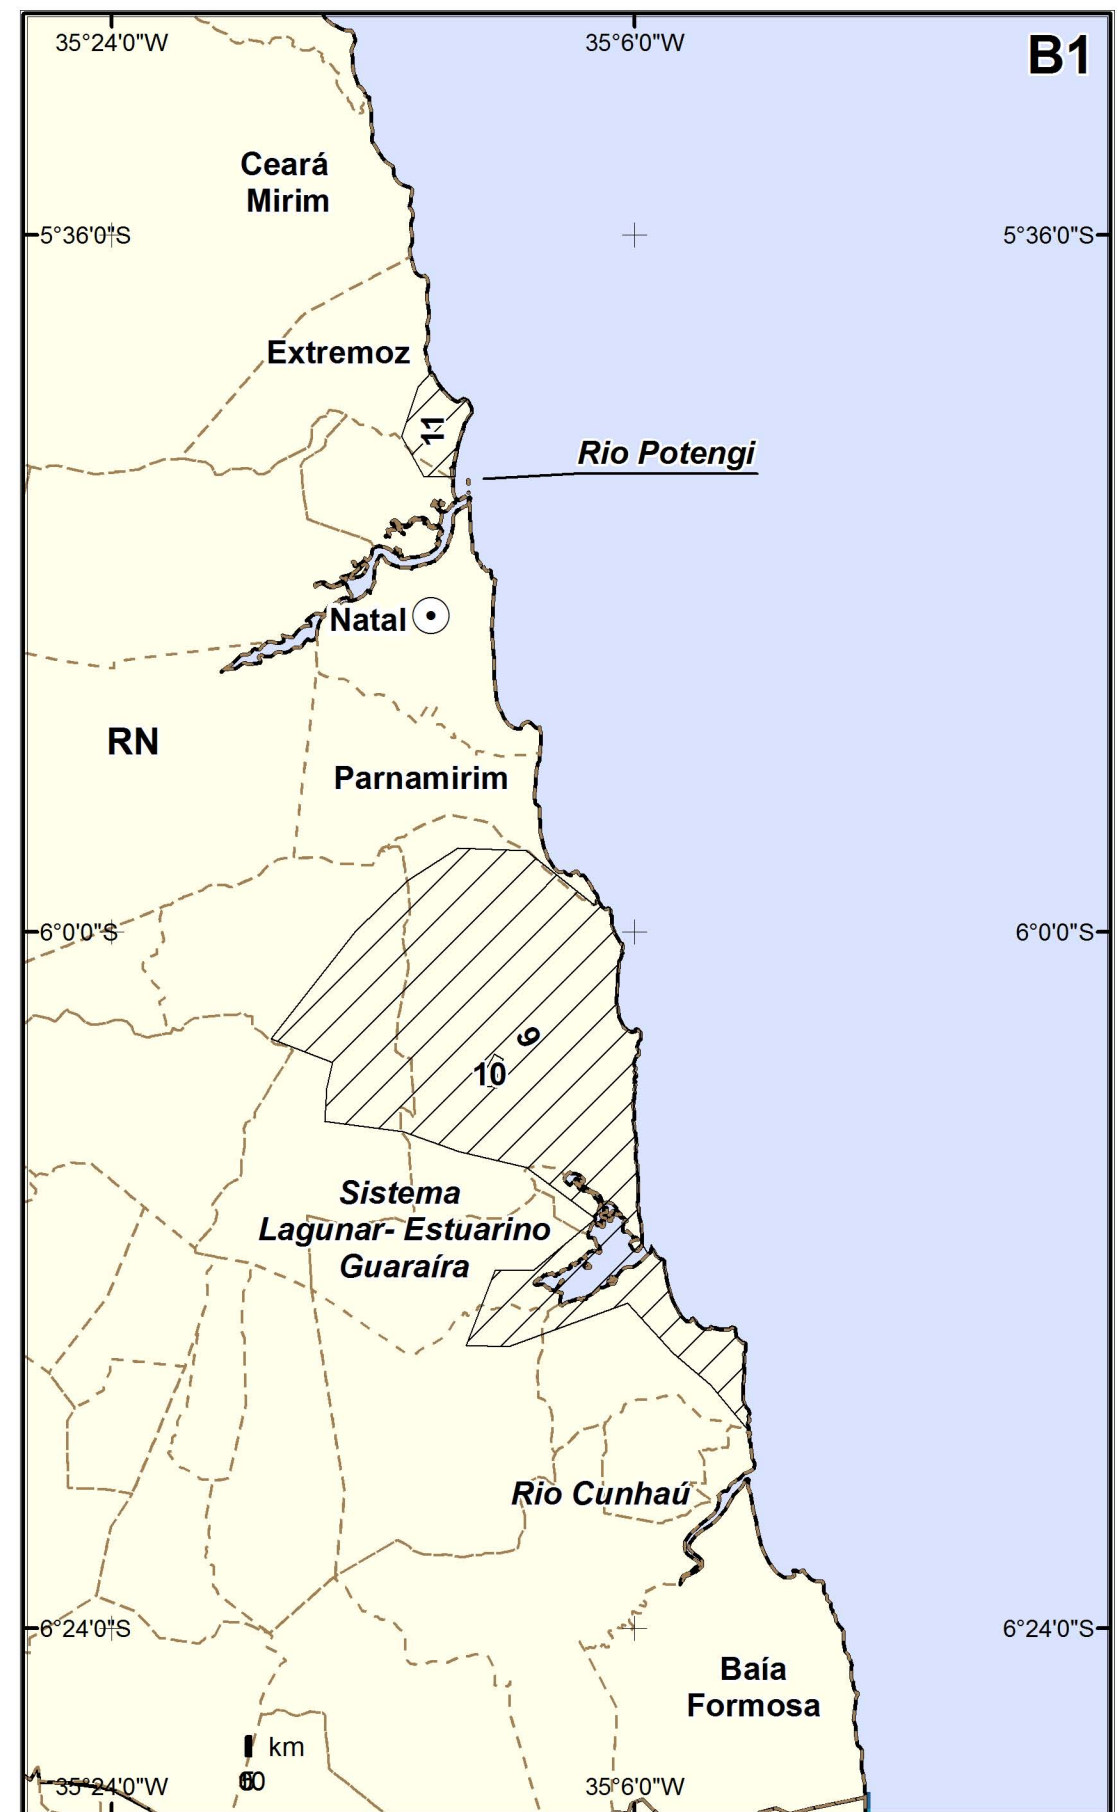 35°24'0"W
35°6'0"W
B1
Ceará
Mirim
5°36'0"S
5°36'0"S
Extremoz
11
Rio Potengi
Natal
RN
Parnamirim
6°0'0"S
6°0'0"S
9
10
Sistema
Lagunar- Estuarino
Guaraíra
Rio Cunhaú
6°24'0"S
6°24'0"S
Baía
Formosa
km
35°24'0"W
35°6'0"W